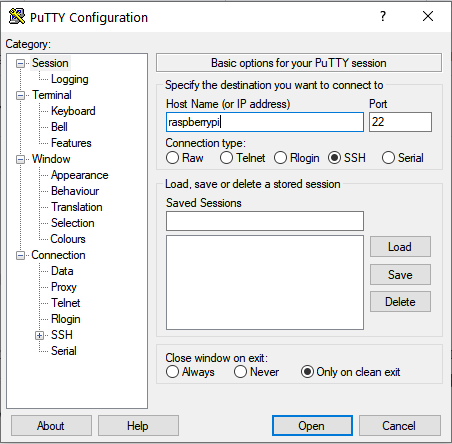 PuTTY Configuration
?
Category:
Session
Logging
Terminal
Keyboard
Bell
Features
Window
Appearance
Behaviour
Translation
Selection
Colours
Connection
Data
Proxy
Telnet
Rlogin
SSH
Serial
Basic options for your PuTTY session
Specify the destination you want to connect to
Host Name (or IP address) Port
raspberrypi 22
Connection type:
Raw Telnet Rlogin SSH Serial
Load, save or delete a stored session
Saved Sessions
Load
Save
Delete
Close window on exit:
Always Never Only on clean exit
About Help Open Cancel